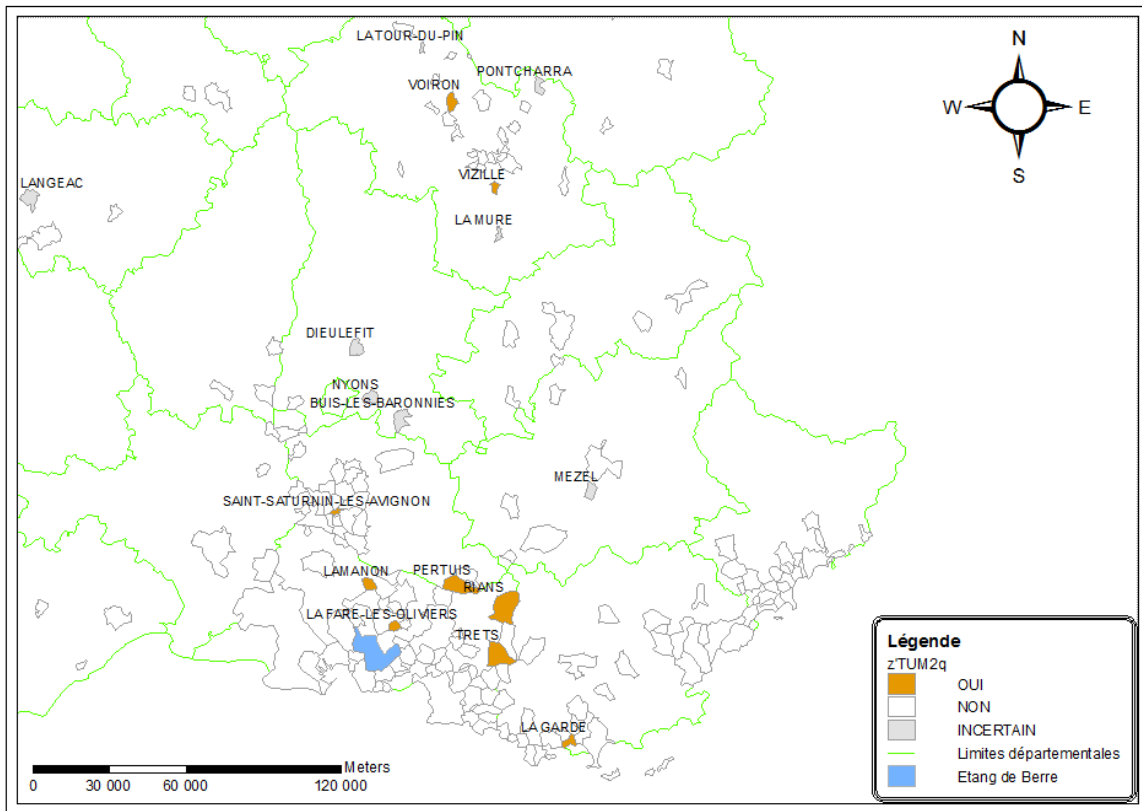 LATOUR-DU-PIN
PONTCHARRA
VOIRON
N
W
E
S
LANGEAC
VIZILLE
LA MURE
DIEULEFIT
NYONS
BUIS-LES-BARONNIES
MEZEL
SAINT-SATURNIN-LES-AVIGNON
LAMANON
PERTUIS
RIANS
LA FARE-LES-OLIVIERS
TRETS
LA GARDE
Légende
z'TUM2q
OUI
NON
INCERTAIN
Limites départementales
Etang de Berre
Meters
0 30 000 60 000 120 000